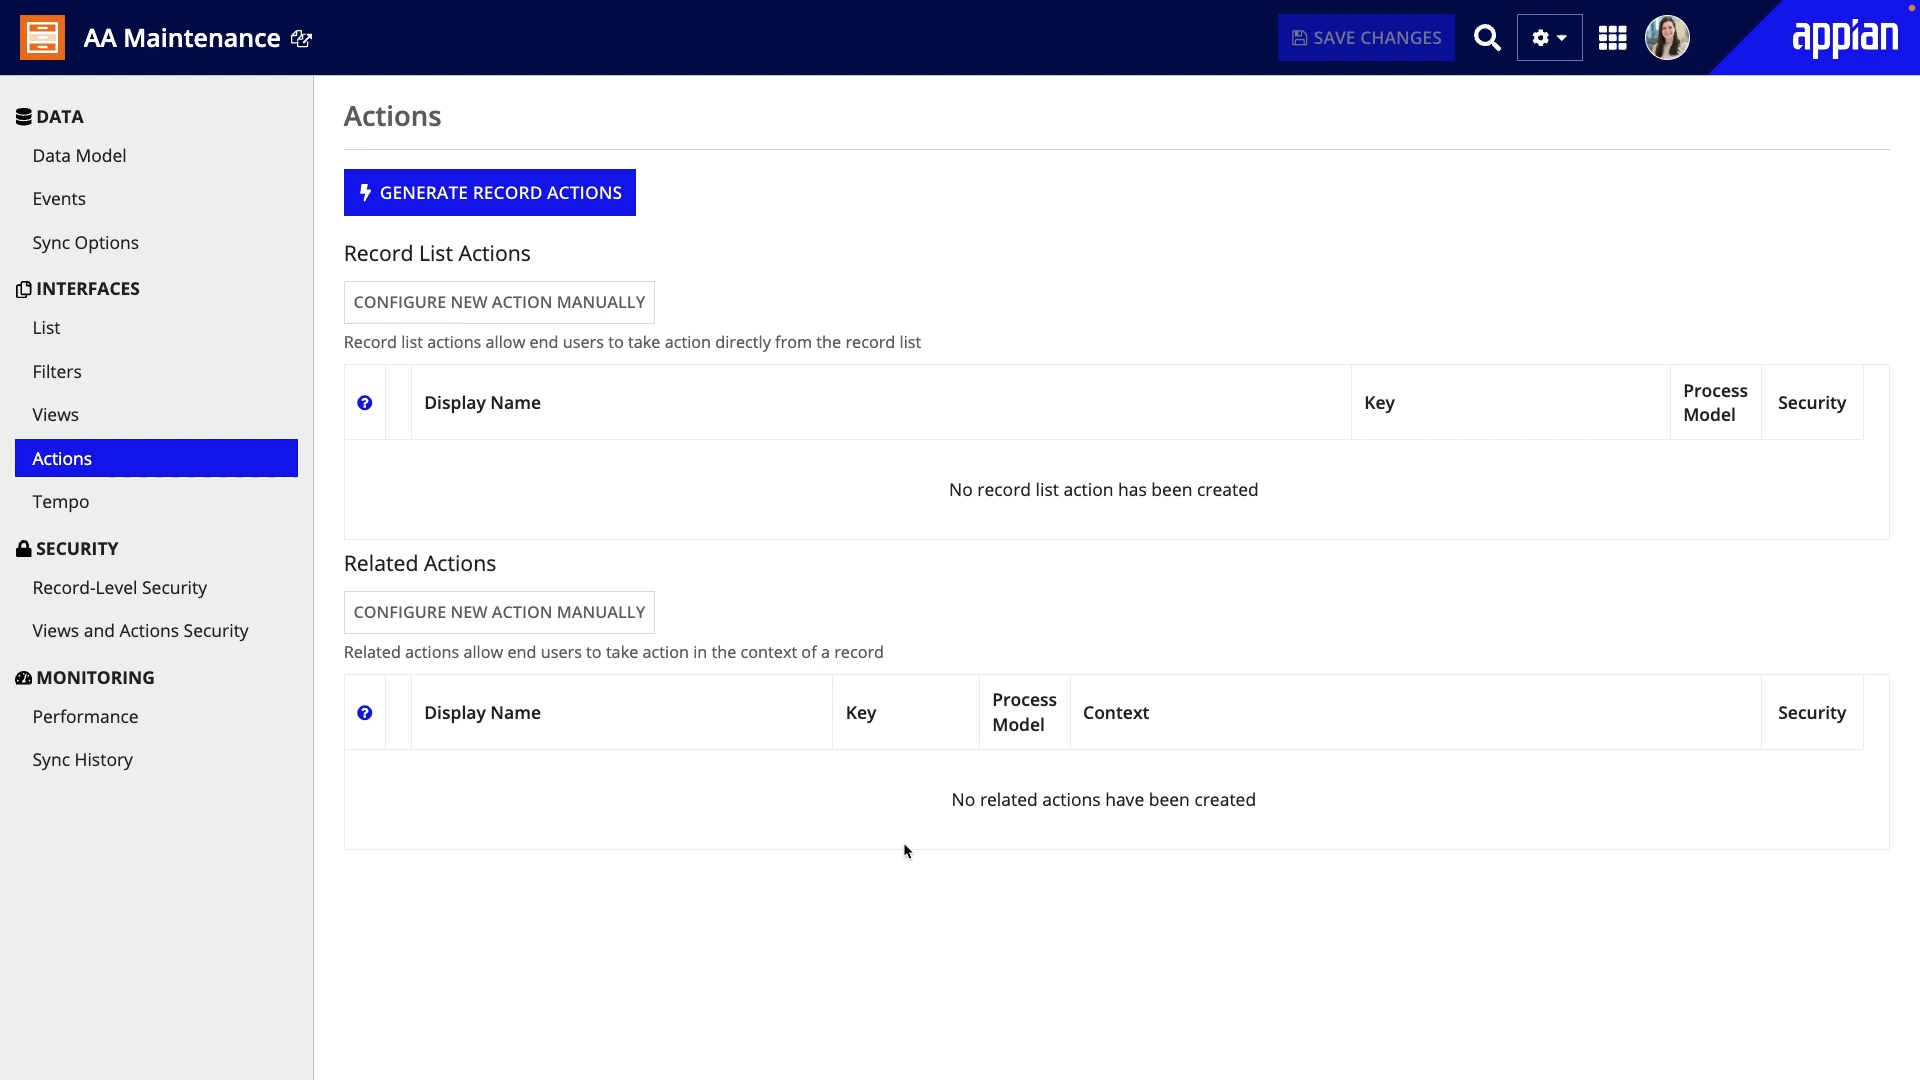 AA Maintenance
SAVE CHANGES
appian
DATA
Data Model
Events
Sync Options
INTERFACES
List
Filters
Views
Actions
Tempo
SECURITY
Record-Level Security
Views and Actions Security
MONITORING
Performance
Sync History
Actions
GENERATE RECORD ACTIONS
Record List Actions
CONFIGURE NEW ACTION MANUALLY
Record list actions allow end users to take action directly from the record list
? Display Name Key Process Model Security
No record list action has been created
Related Actions
CONFIGURE NEW ACTION MANUALLY
Related actions allow end users to take action in the context of a record
? Display Name Key Process Model Context Security
No related actions have been created